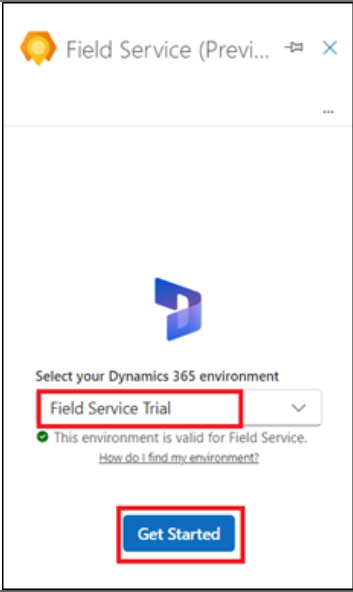 Field Service (Previ...
...
Select your Dynamics 365 environment
Field Service Trial
This environment is valid for Field Service.
How do I find my environment?
Get Started